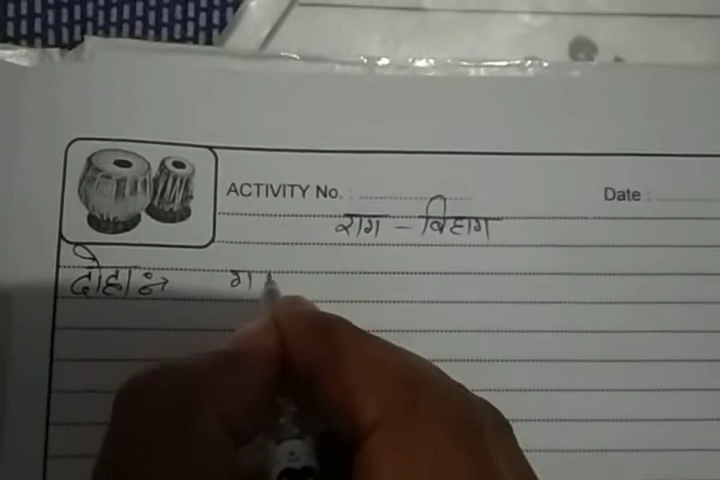 ACTIVITY No. : Date :
राग - विहाग
दोहा :- ग